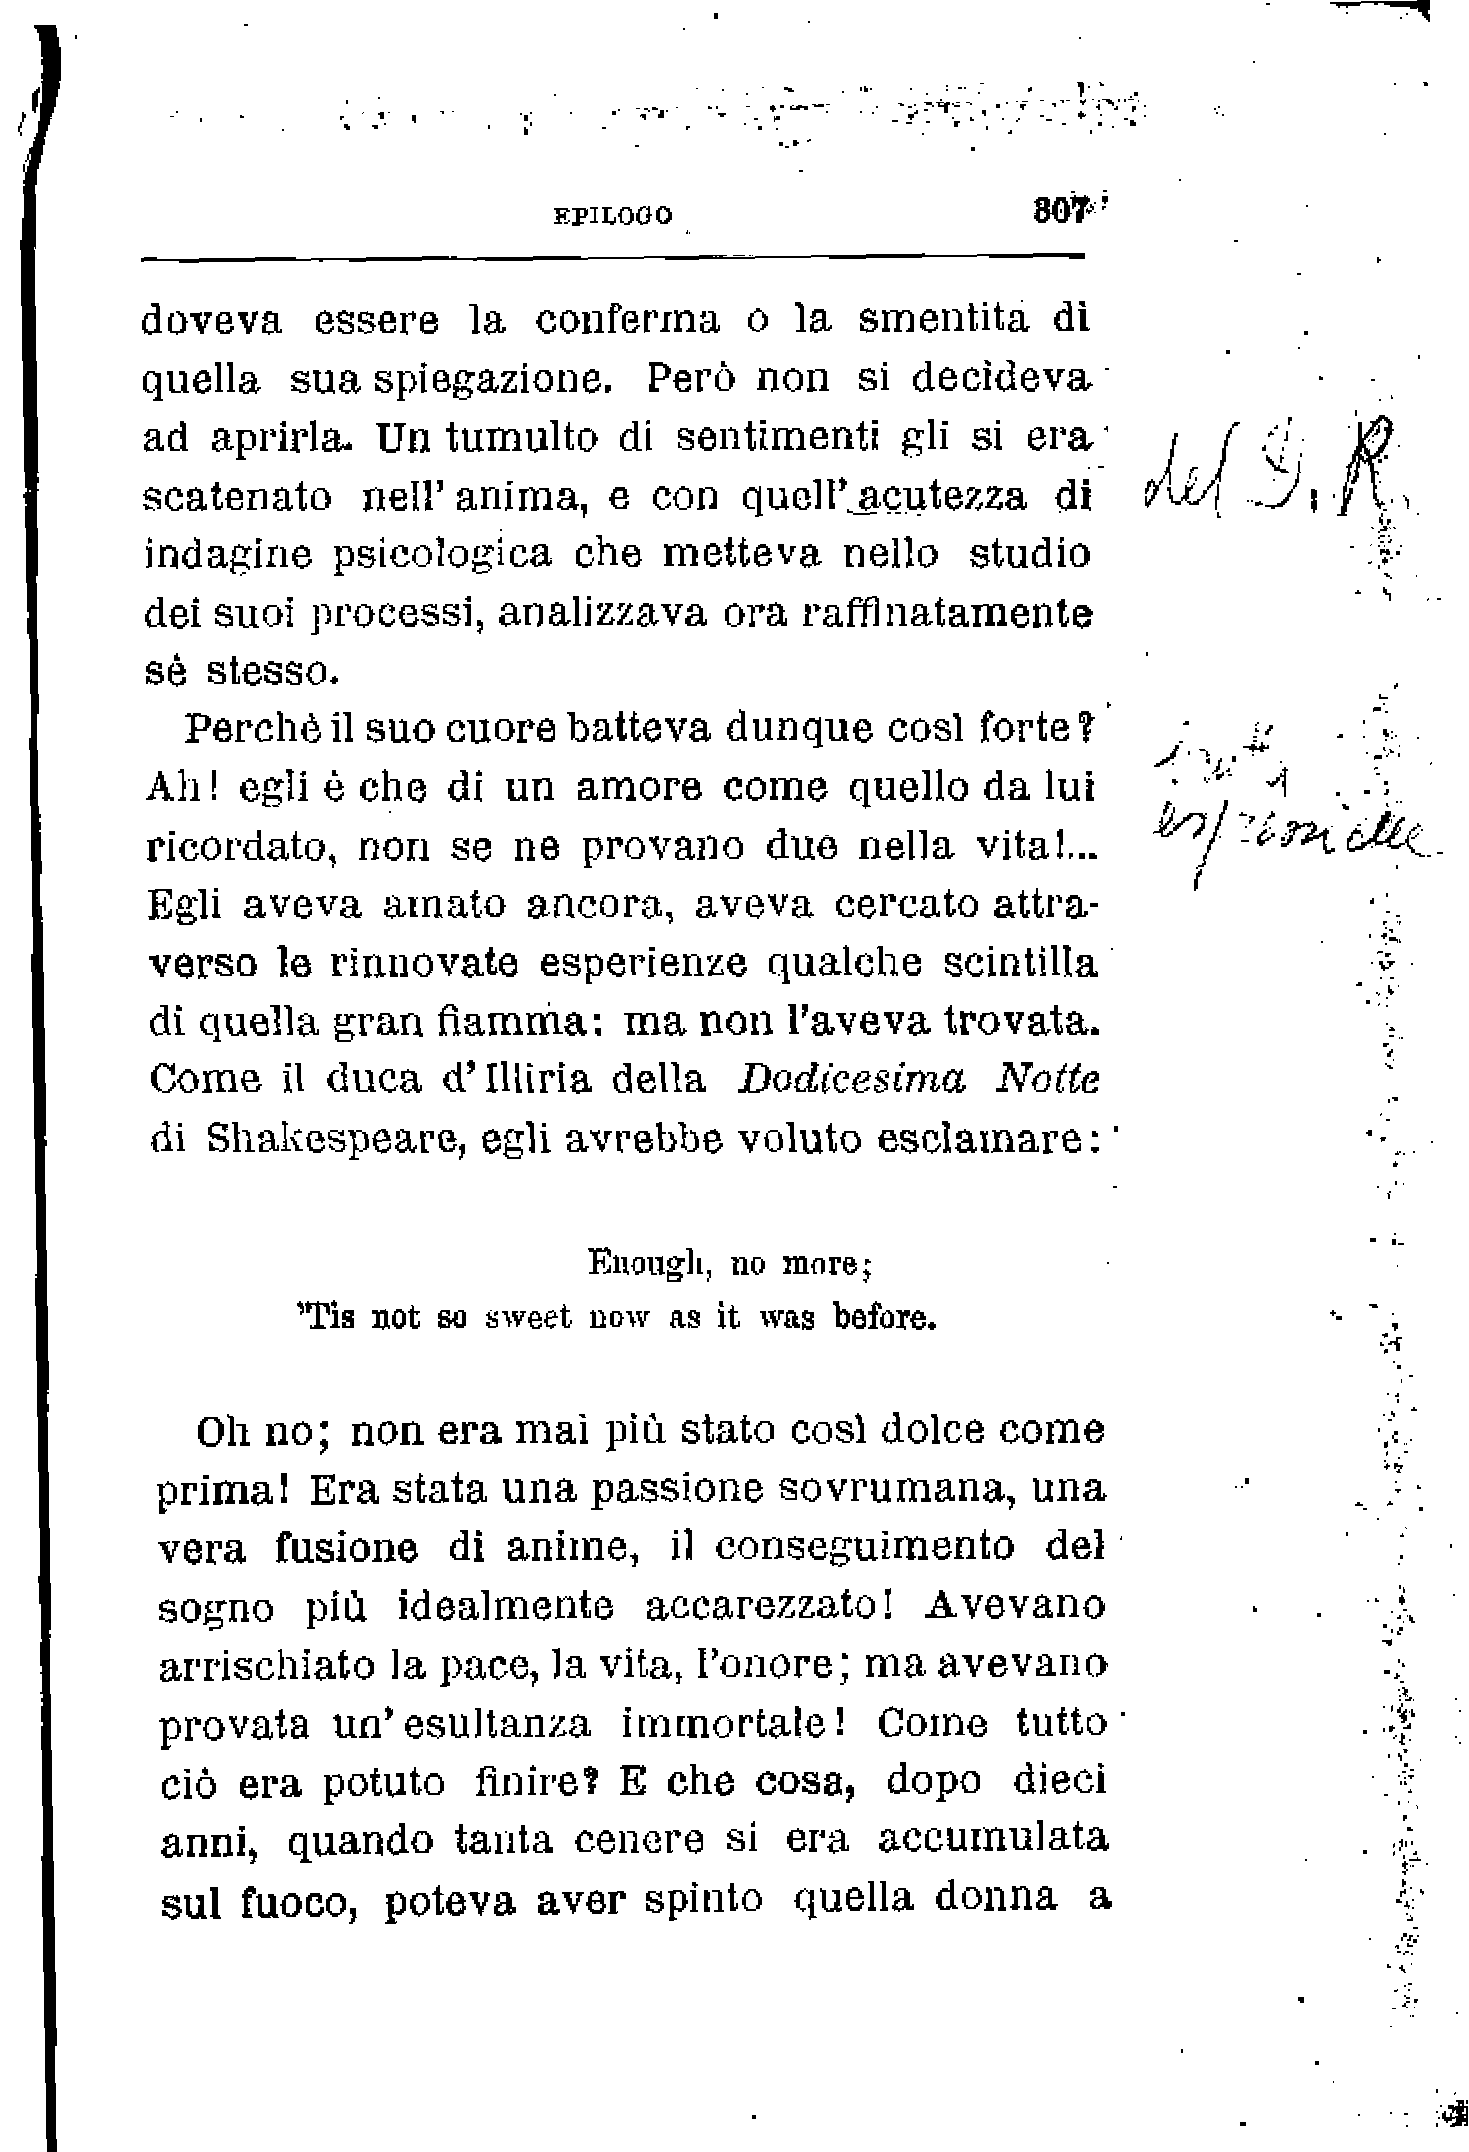 EPILOGO 307
doveva essere la conferma o la smentita di
quella sua spiegazione. Però non si decideva
ad aprirla. Un tumulto di sentimenti gli si era
scatenato nell' anima, e con quell' acutezza di
indagine psicologica che metteva nello studio
dei suoi processi, analizzava ora raffinatamente
sè stesso.
Perchè il suo cuore batteva dunque così forte?
Ah! egli è che di un amore come quello da lui
ricordato, non se ne provano due nella vita!...
Egli aveva amato ancora, aveva cercato attra-
verso le rinnovate esperienze qualche scintilla
di quella gran fiamma: ma non l'aveva trovata.
Come il duca d' Illiria della Dodicesima Notte
di Shakespeare, egli avrebbe voluto esclamare:
Enough, no more;
'Tis not so sweet now as it was before.
Oh no; non era mai più stato così dolce come
prima! Era stata una passione sovrumana, una
vera fusione di anime, il conseguimento del
sogno più idealmente accarezzato! Avevano
arrischiato la pace, la vita, l'onore; ma avevano
provata un' esultanza immortale! Come tutto
ciò era potuto finire? E che cosa, dopo dieci
anni, quando tanta cenere si era accumulata
sul fuoco, poteva aver spinto quella donna a
del D. R.